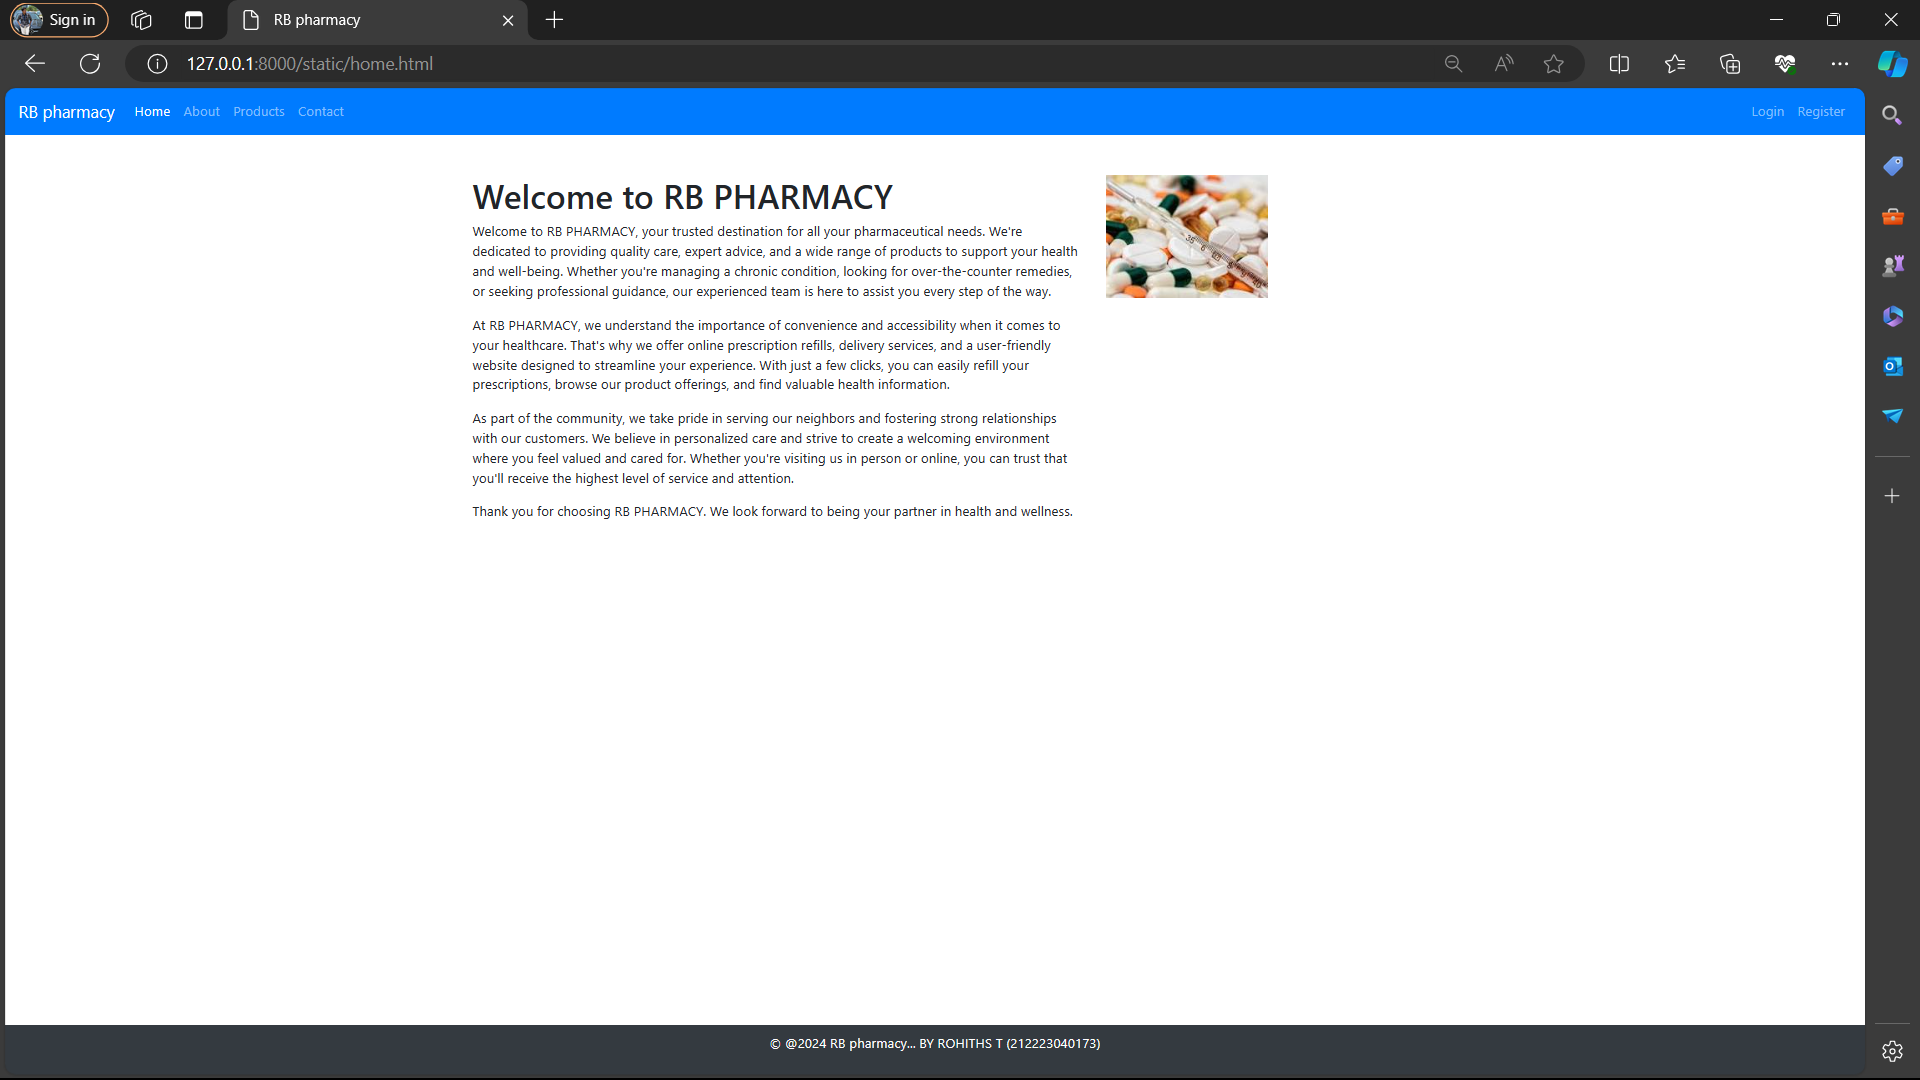 Sign in
RB pharmacy
127.0.0.1:8000/static/home.html
RB pharmacy Home About Products Contact Login Register
Welcome to RB PHARMACY
Welcome to RB PHARMACY, your trusted destination for all your pharmaceutical needs. We're
dedicated to providing quality care, expert advice, and a wide range of products to support your health
and well-being. Whether you're managing a chronic condition, looking for over-the-counter remedies,
or seeking professional guidance, our experienced team is here to assist you every step of the way.
At RB PHARMACY, we understand the importance of convenience and accessibility when it comes to
your healthcare. That's why we offer online prescription refills, delivery services, and a user-friendly
website designed to streamline your experience. With just a few clicks, you can easily refill your
prescriptions, browse our product offerings, and find valuable health information.
As part of the community, we take pride in serving our neighbors and fostering strong relationships
with our customers. We believe in personalized care and strive to create a welcoming environment
where you feel valued and cared for. Whether you're visiting us in person or online, you can trust that
you'll receive the highest level of service and attention.
Thank you for choosing RB PHARMACY. We look forward to being your partner in health and wellness.
© @2024 RB pharmacy... BY ROHITHS T (212223040173)